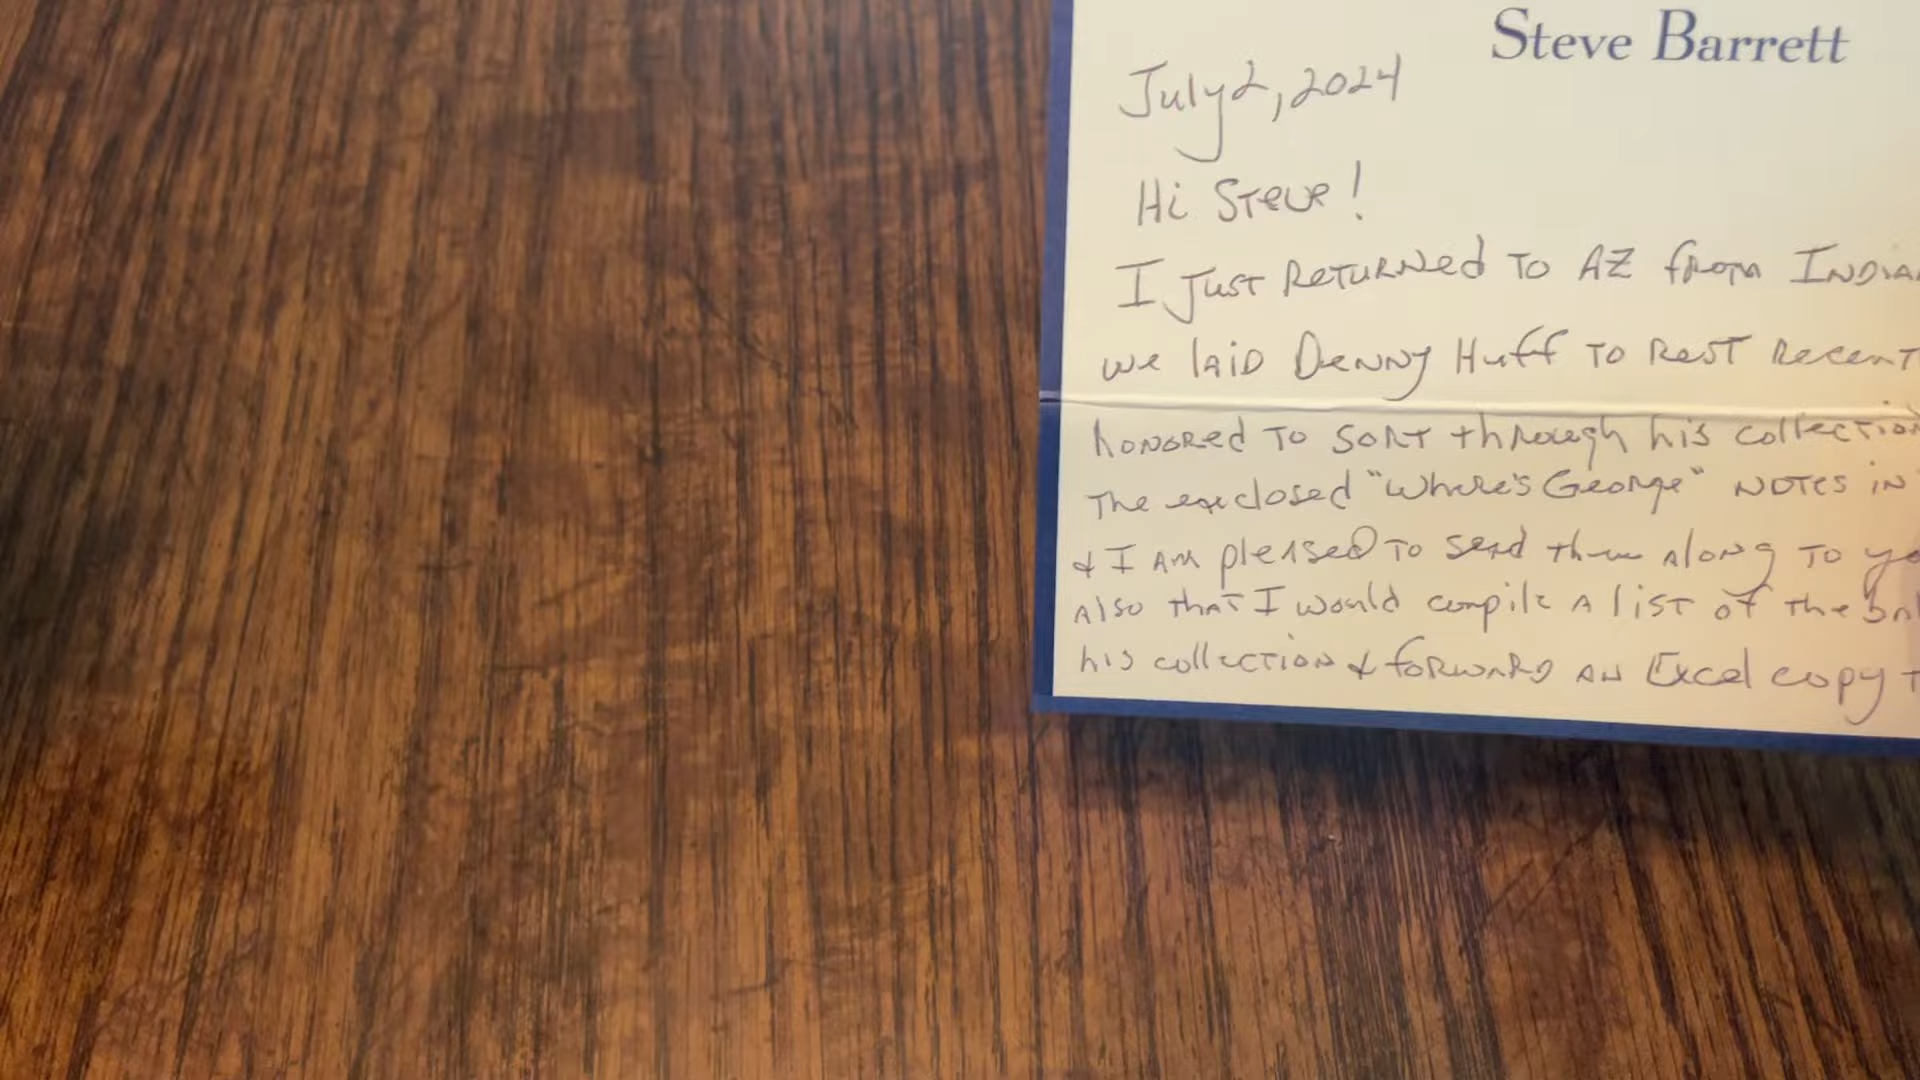 Steve Barrett
July 2, 2024
Hi Steve!
I just returned to AZ from
we laid Denny Huff to rest
honored to sort through his
the enclosed "Where's George" notes in
& I am pleased to send them along to
also that I would compile a list of the
his collection & forward an Excel copy